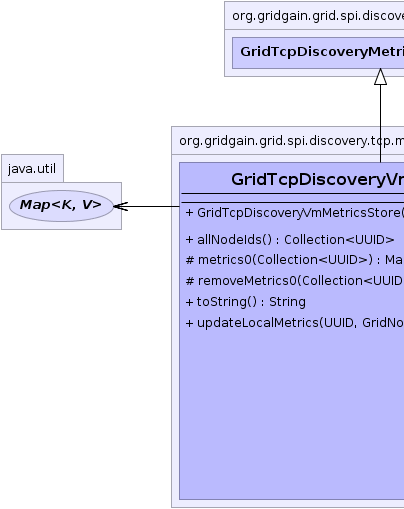 org.gridgain.grid.spi.discove
GridTcpDiscoveryMetri
org.gridgain.grid.spi.discovery.tcp.m
java.util
Map<K, V>
GridTcpDiscoveryVr
+ GridTcpDiscoveryVmMetricsStore(
+ allNodeIds() : Collection<UUID>
# metrics0(Collection<UUID>) : Ma
# removeMetrics0(Collection<UUID
+ toString() : String
+ updateLocalMetrics(UUID, GridNo